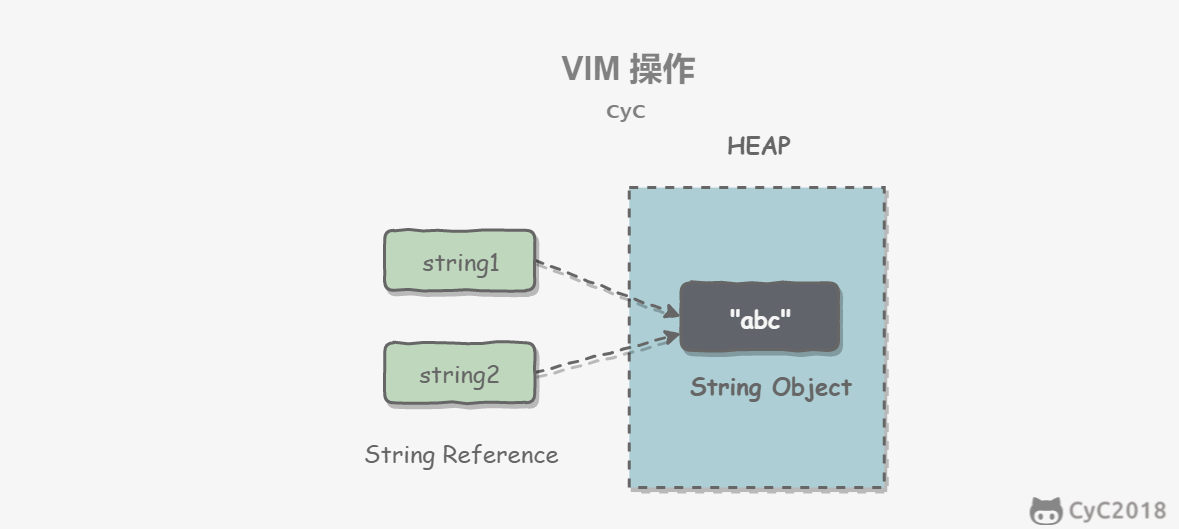 VIM 操作
CyC
HEAP
string1
"abc"
string2
String Object
String Reference
CyC2018